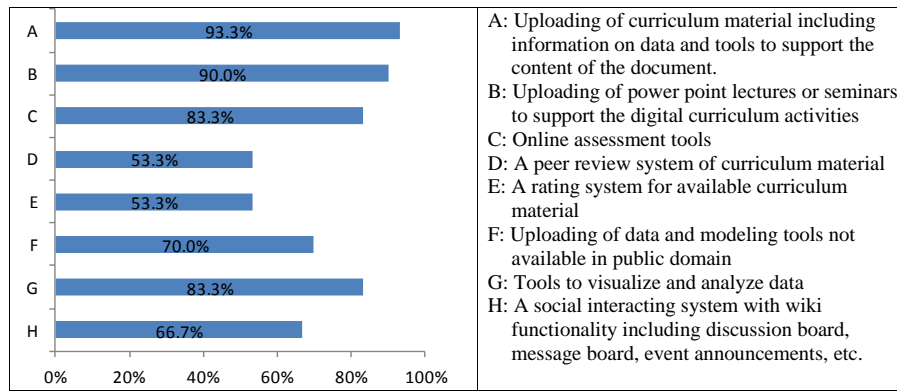 A
93.3%
B
90.0%
C
83.3%
D
53.3%
E
53.3%
F
70.0%
G
83.3%
H
66.7%
0% 20% 40% 60% 80% 100%
A: Uploading of curriculum material including
information on data and tools to support the
content of the document.
B: Uploading of power point lectures or seminars
to support the digital curriculum activities
C: Online assessment tools
D: A peer review system of curriculum material
E: A rating system for available curriculum
material
F: Uploading of data and modeling tools not
available in public domain
G: Tools to visualize and analyze data
H: A social interacting system with wiki
functionality including discussion board,
message board, event announcements, etc.